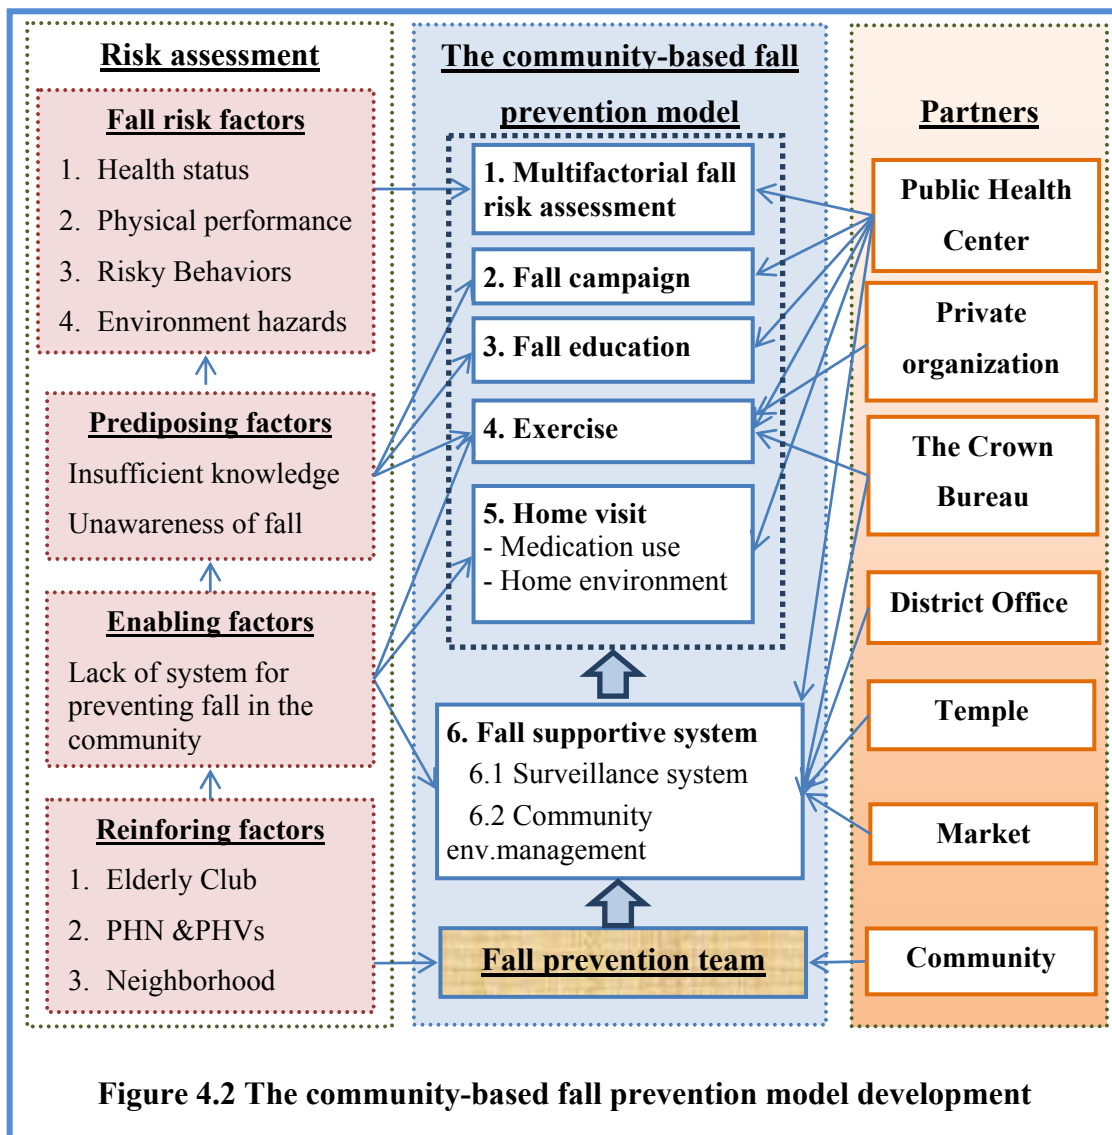 Risk assessment
Fall risk factors
1. Health status
2. Physical performance
3. Risky Behaviors
4. Environment hazards
Prediposing factors
Insufficient knowledge
Unawareness of fall
Enabling factors
Lack of system for
preventing fall in the
community
Reinforing factors
1. Elderly Club
2. PHN &PHVs
3. Neighborhood
The community-based fall
prevention model
1. Multifactorial fall
risk assessment
2. Fall campaign
3. Fall education
4. Exercise
5. Home visit
- Medication use
- Home environment
6. Fall supportive system
6.1 Surveillance system
6.2 Community
env.management
Fall prevention team
Partners
Public Health
Center
Private
organization
The Crown
Bureau
District Office
Temple
Market
Community
Figure 4.2 The community-based fall prevention model development